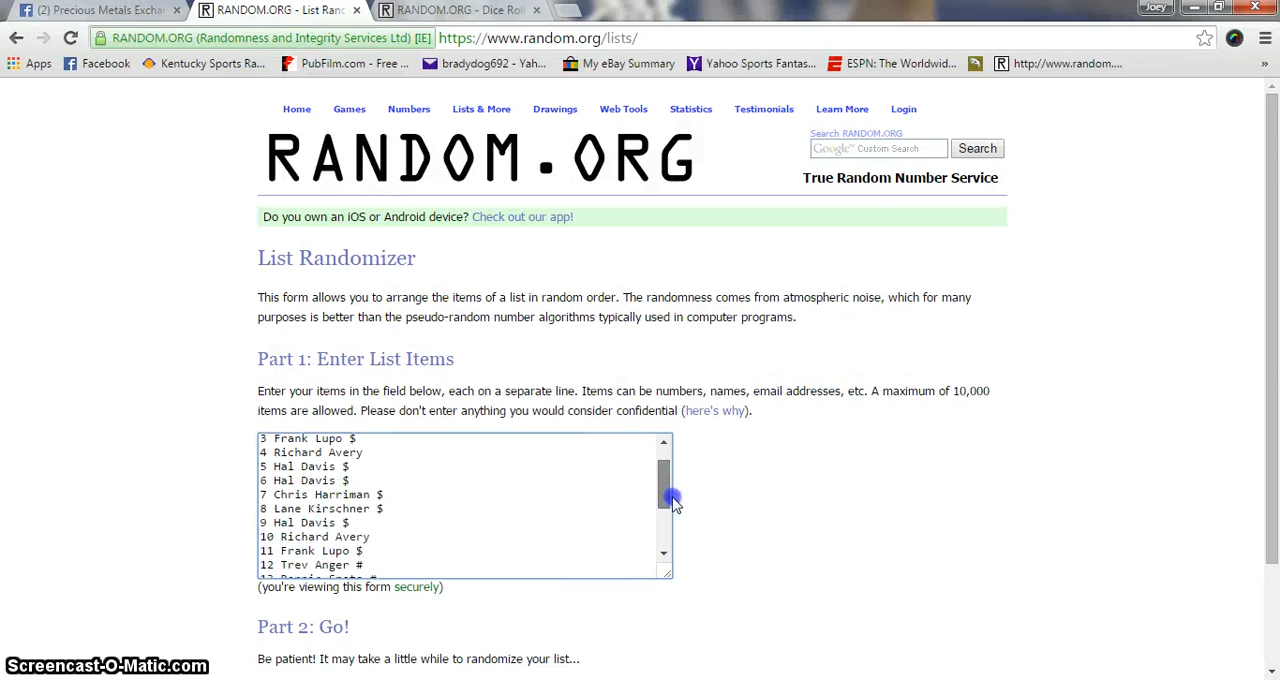 (2) Precious Metals Excha
RANDOM.ORG - List Ran
RANDOM.ORG - Dice Roll
Joey
RANDOM.ORG (Randomness and Integrity Services Ltd) [IE]
https://www.random.org/lists/
Apps
Facebook
Kentucky Sports Ra...
PubFilm.com - Free ...
bradydog692 - Yah...
My eBay Summary
Yahoo Sports Fantas...
ESPN: The Worldwid...
http://www.random....
»
Home
Games
Numbers
Lists & More
Drawings
Web Tools
Statistics
Testimonials
Learn More
Login
RANDOM.ORG
Search RANDOM.ORG
Google™ Custom Search
Search
True Random Number Service
Do you own an iOS or Android device? Check out our app!
List Randomizer
This form allows you to arrange the items of a list in random order. The randomness comes from atmospheric noise, which for many
purposes is better than the pseudo-random number algorithms typically used in computer programs.
Part 1: Enter List Items
Enter your items in the field below, each on a separate line. Items can be numbers, names, email addresses, etc. A maximum of 10,000
items are allowed. Please don't enter anything you would consider confidential (here's why).
3 Frank Lupo $
4 Richard Avery
5 Hal Davis $
6 Hal Davis $
7 Chris Harriman $
8 Lane Kirschner $
9 Hal Davis $
10 Richard Avery
11 Frank Lupo $
12 Trev Anger #
(you're viewing this form securely)
Part 2: Go!
Be patient! It may take a little while to randomize your list...
Screencast-O-Matic.com